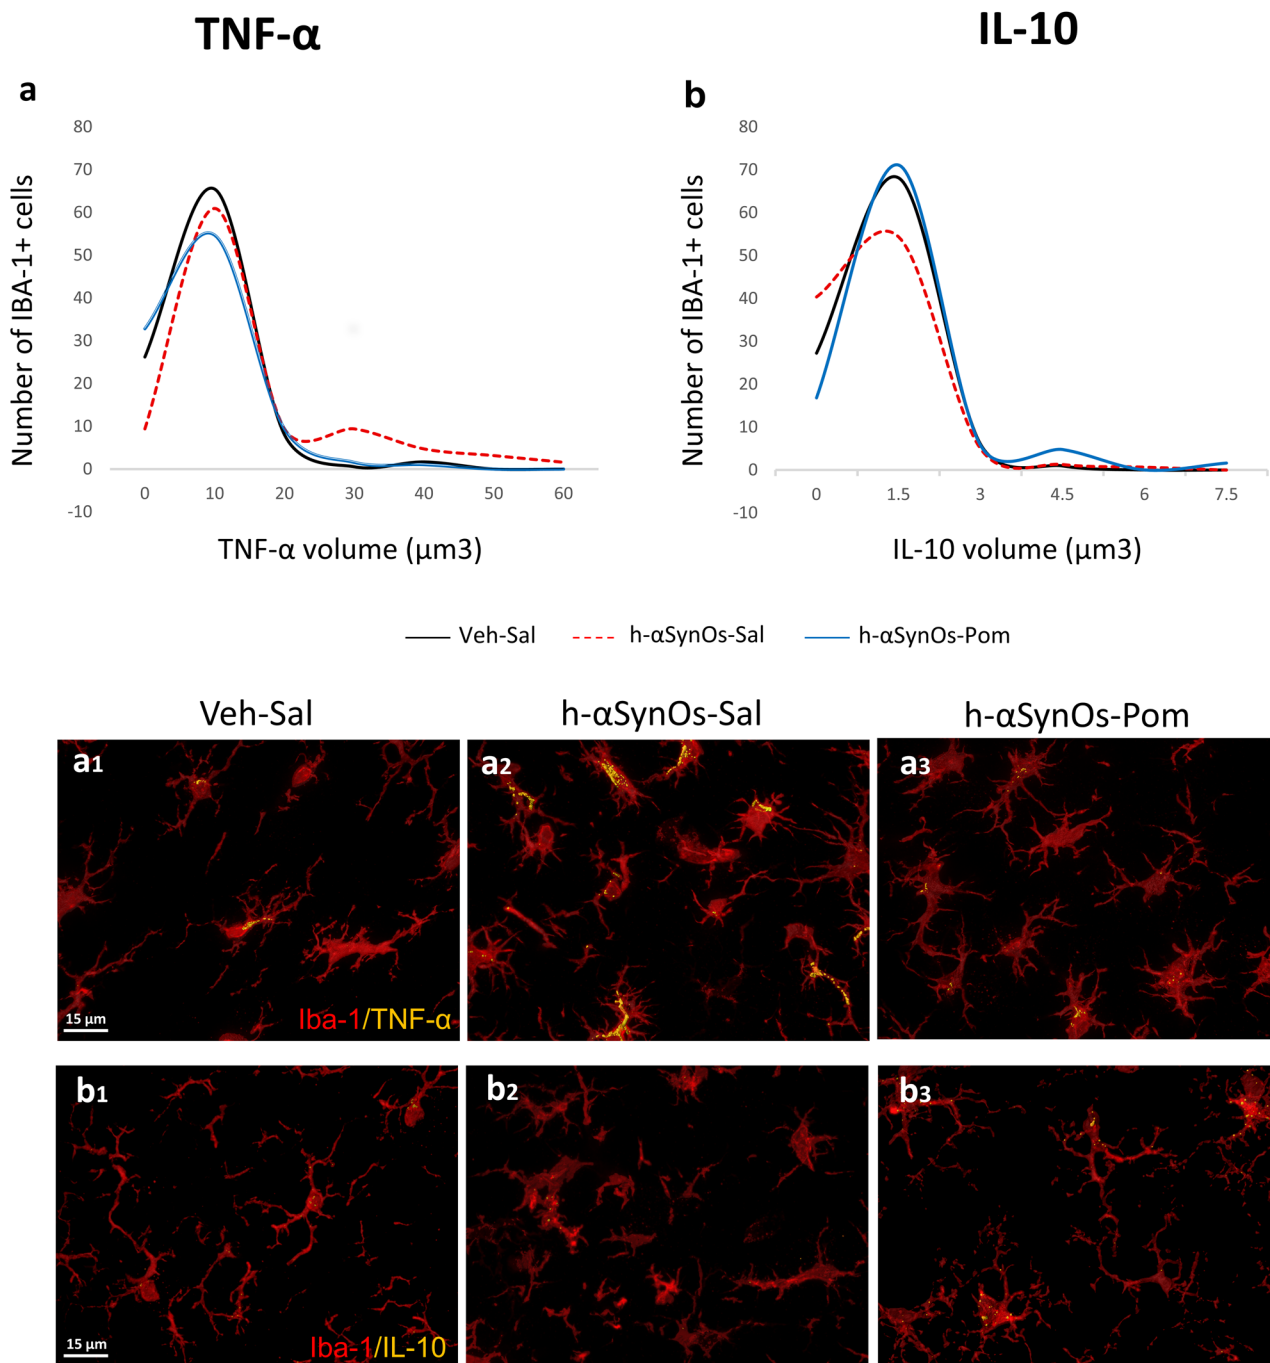 TNF-α
IL-10
a
80
70
60
50
40
30
20
10
0
-10
0 10 20 30 40 50 60
Number of IBA-1+ cells
TNF-α volume (µm3)
b
80
70
60
50
40
30
20
10
0
-10
0 1.5 3 4.5 6 7.5
Number of IBA-1+ cells
IL-10 volume (µm3)
Veh-Sal h-αSynOs-Sal h-αSynOs-Pom
Veh-Sal h-αSynOs-Sal h-αSynOs-Pom
a1
15 µm
Iba-1/TNF-α
a2
a3
b1
15 µm
Iba-1/IL-10
b2
b3